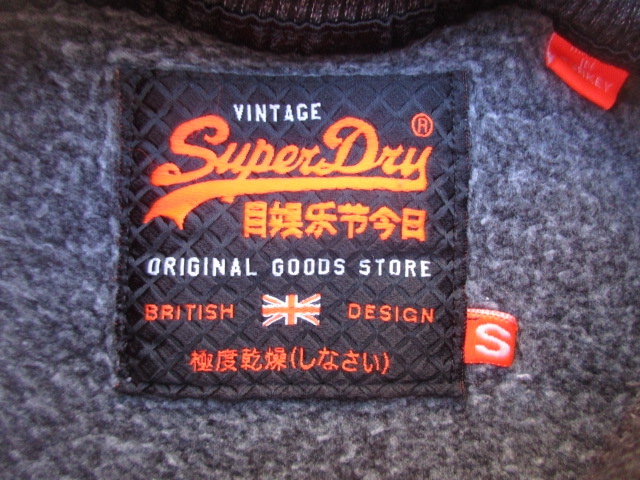 VINTAGE
SuperDry®
目娯乐节今日
ORIGINAL GOODS STORE
BRITISH DESIGN
極度乾燥(しなさい)
S